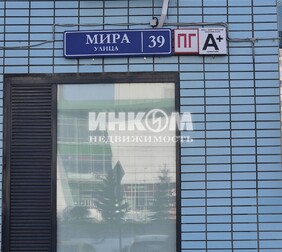 МИРА
УЛИЦА
39
ПГ
A+
ИНКОМ
НЕДВИЖИМОСТЬ